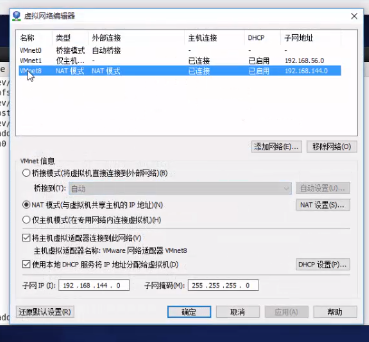 虚拟网络编辑器
名称 类型 外部连接 主机连接 DHCP 子网地址
VMnet0 桥接模式 自动桥接 - - -
VMnet1 仅主机... - 已连接 已启用 192.168.56.0
VMnet8 NAT 模式 NAT 模式 已连接 已启用 192.168.144.0
添加网络(E)... 移除网络(O)
VMnet 信息
桥接模式(将虚拟机直接连接到外部网络)(B)
桥接到(T): 自动 自动设置(U)...
NAT 模式(与虚拟机共享主机的 IP 地址)(N) NAT 设置(S)...
仅主机模式(在专用网络内连接虚拟机)(H)
将主机虚拟适配器连接到此网络(V)
主机虚拟适配器名称: VMware 网络适配器 VMnet8
使用本地 DHCP 服务将 IP 地址分配给虚拟机(D) DHCP 设置(P)...
子网 IP (I): 192 . 168 . 144 . 0 子网掩码(M): 255 . 255 . 255 . 0
还原默认设置(R) 确定 取消 应用(A) 帮助